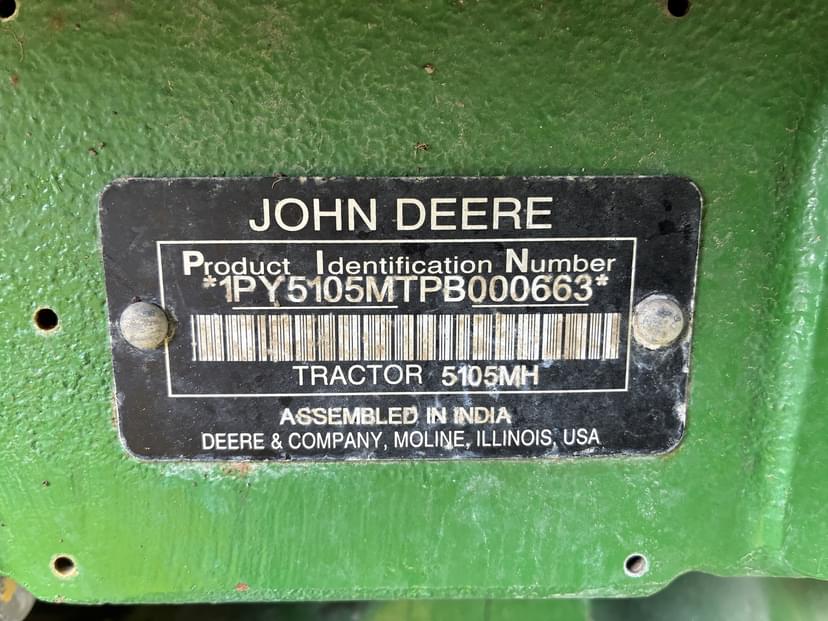 JOHN DEERE
Product Identification Number
*1PY5105MTPB000663*
TRACTOR 5105MH
ASSEMBLED IN INDIA
DEERE & COMPANY, MOLINE, ILLINOIS, USA